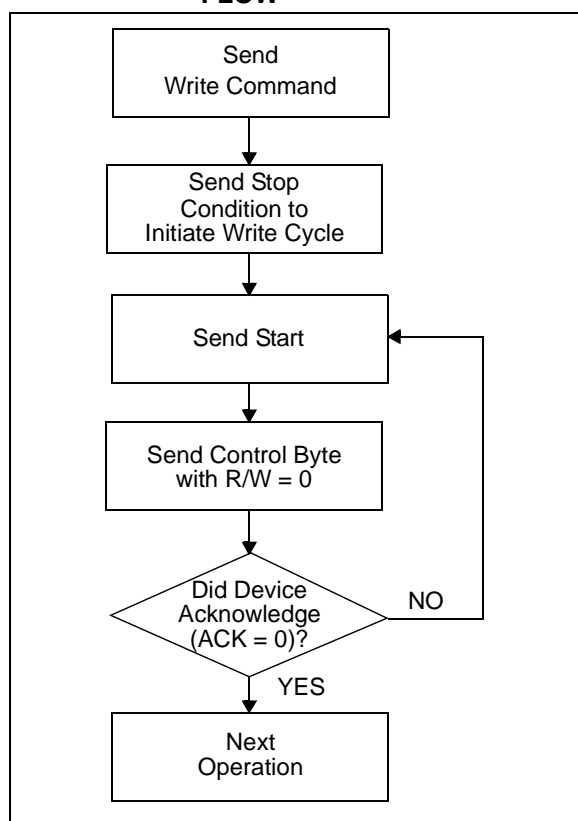 FLOW
Send
Write Command
Send Stop
Condition to
Initiate Write Cycle
Send Start
Send Control Byte
with R/W = 0
Did Device
Acknowledge
(ACK = 0)?
NO
YES
Next
Operation